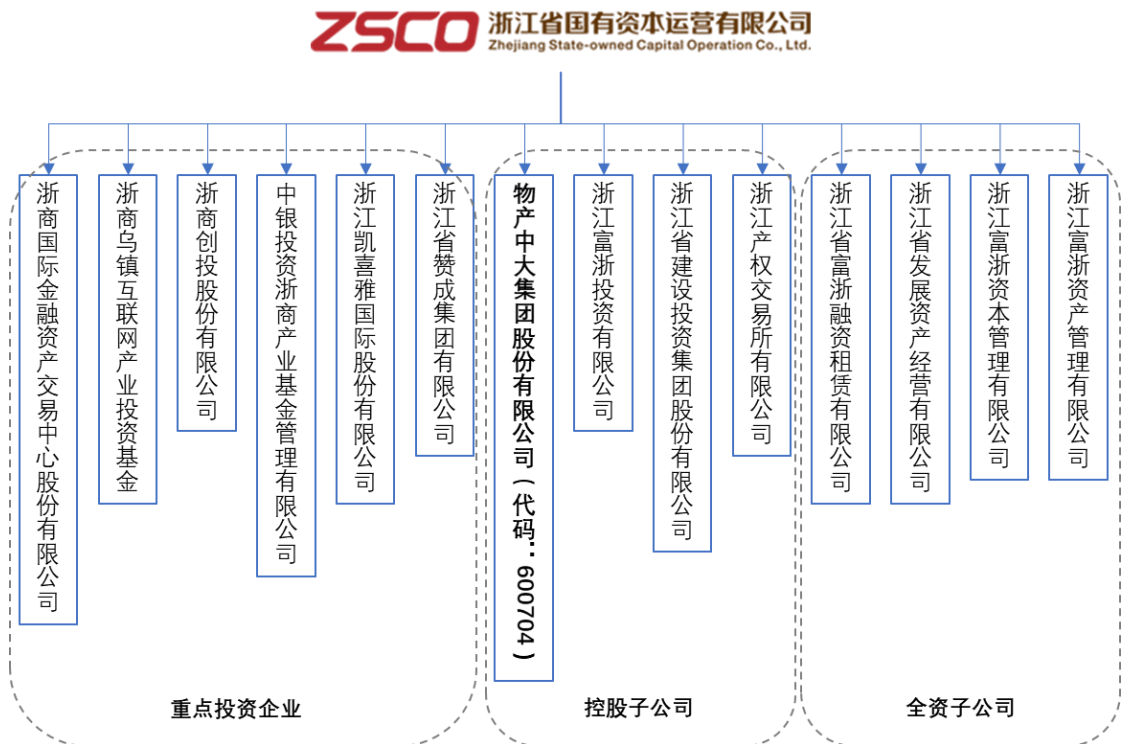 ZSCO 浙江省国有资本运营有限公司
Zhejiang State-owned Capital Operation Co., Ltd.
浙商国际金融资产交易中心股份有限公司
浙商乌镇互联网产业投资基金
浙商创投股份有限公司
中银投资浙商产业基金管理有限公司
浙江凯喜雅国际股份有限公司
浙江省赞成集团有限公司
物产中大集团股份有限公司（代码：600704）
浙江富浙投资有限公司
浙江省建设投资集团股份有限公司
浙江产权交易所有限公司
浙江省富浙融资租赁有限公司
浙江省发展资产经营有限公司
浙江富浙资本管理有限公司
浙江富浙资产管理有限公司
重点投资企业
控股子公司
全资子公司